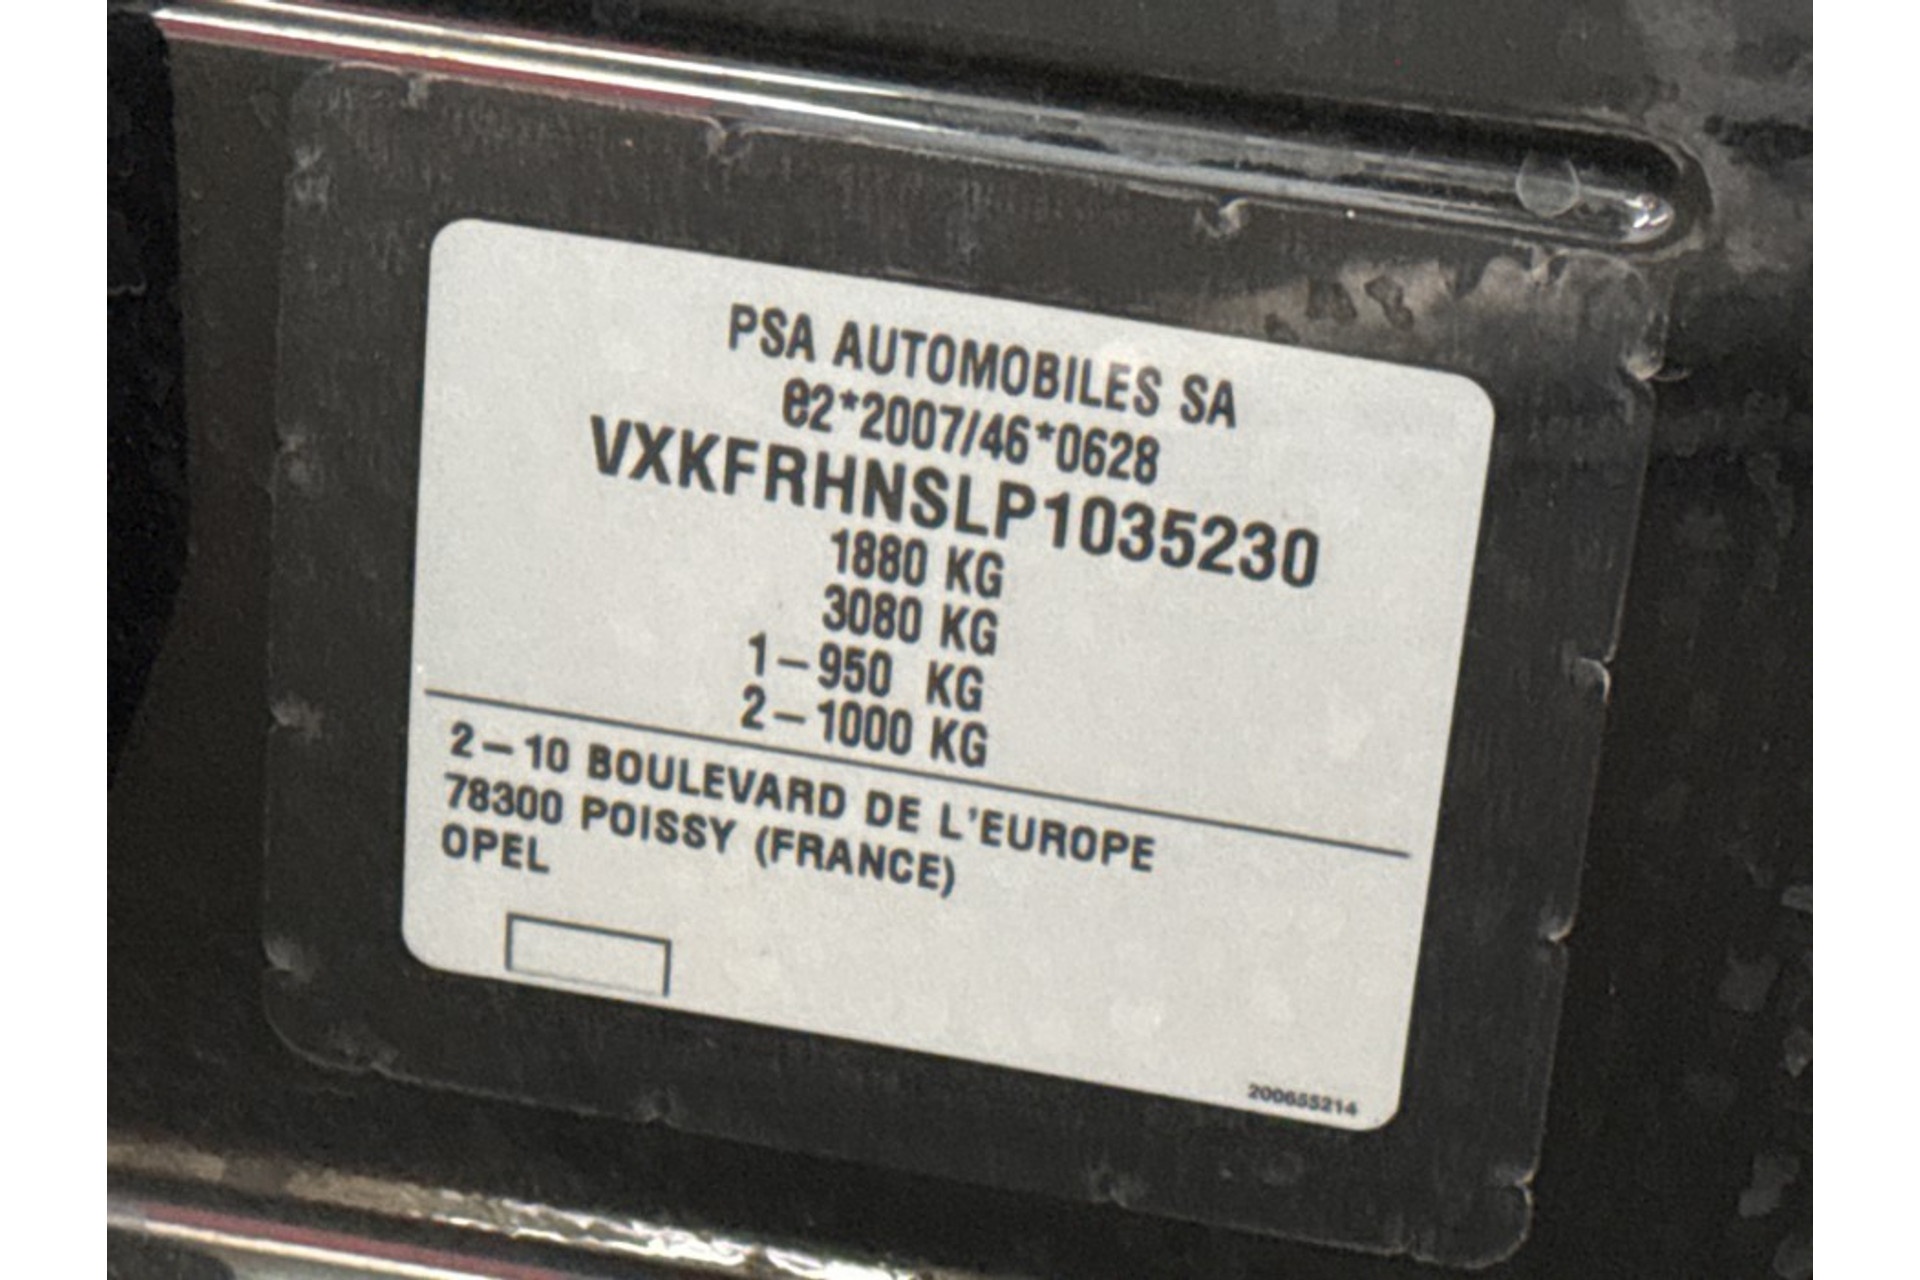 PSA AUTOMOBILES SA
e2*2007/46*0628
VXKFRHNSLP1035230
1880 KG
3080 KG
1-950 KG
2-1000 KG
2-10 BOULEVARD DE L'EUROPE
78300 POISSY (FRANCE)
OPEL
200655214